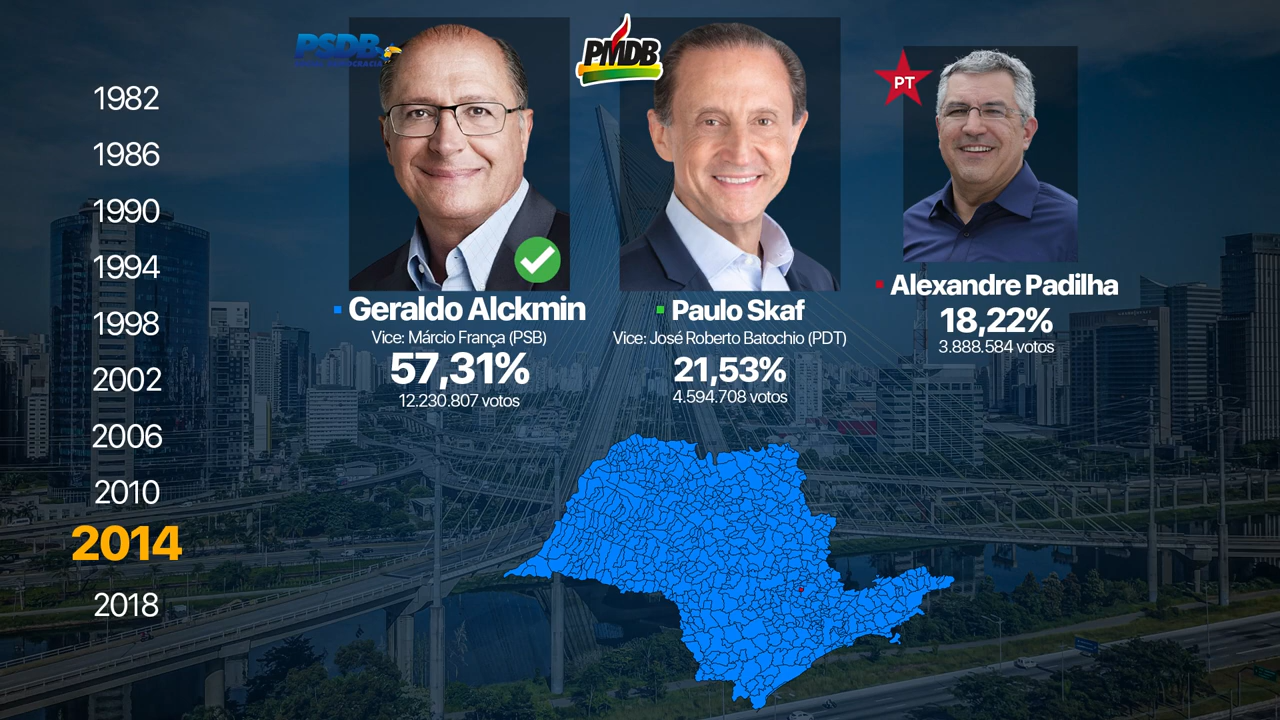 1982
1986
1990
1994
1998
2002
2006
2010
2014
2018
PSDB
PMDB
PT
Geraldo Alckmin
Vice: Márcio França (PSB)
57,31%
12.230.807 votos
Paulo Skaf
Vice: José Roberto Batochio (PDT)
21,53%
4.594.708 votos
Alexandre Padilha
18,22%
3.888.584 votos